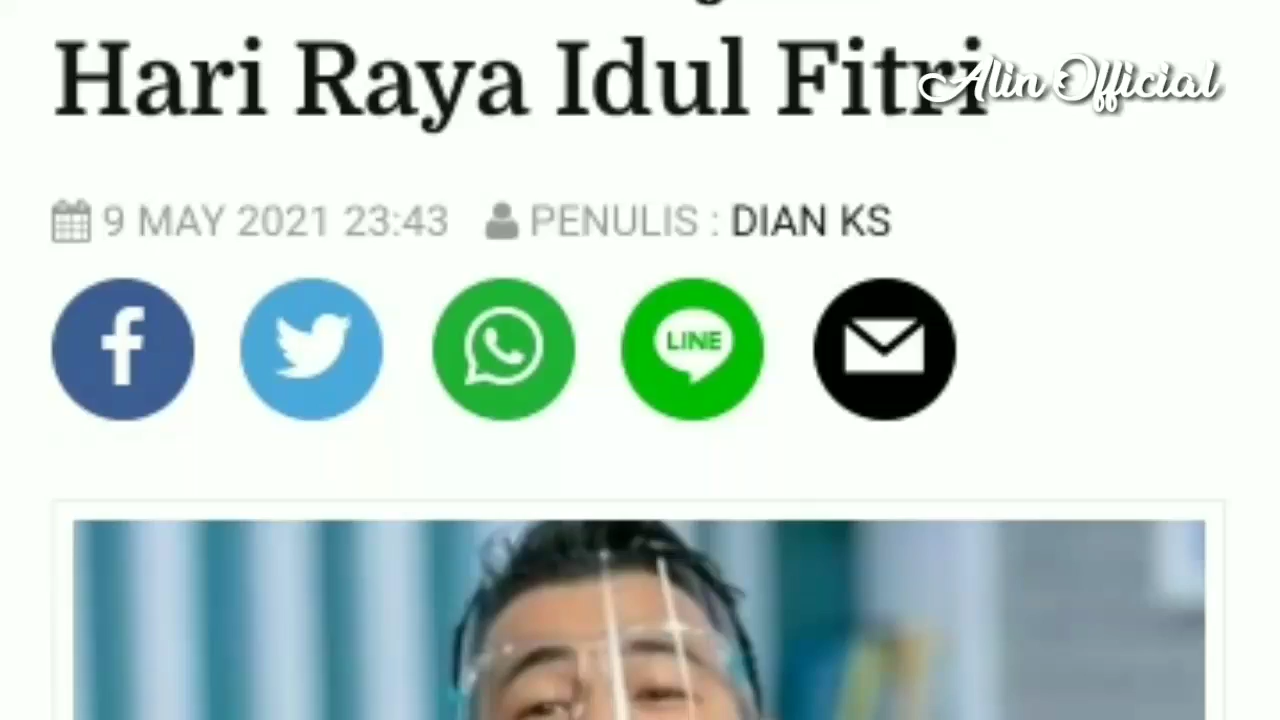 Hari Raya Idul Fitri
Alin Official
9 MAY 2021 23:43 PENULIS : DIAN KS
LINE